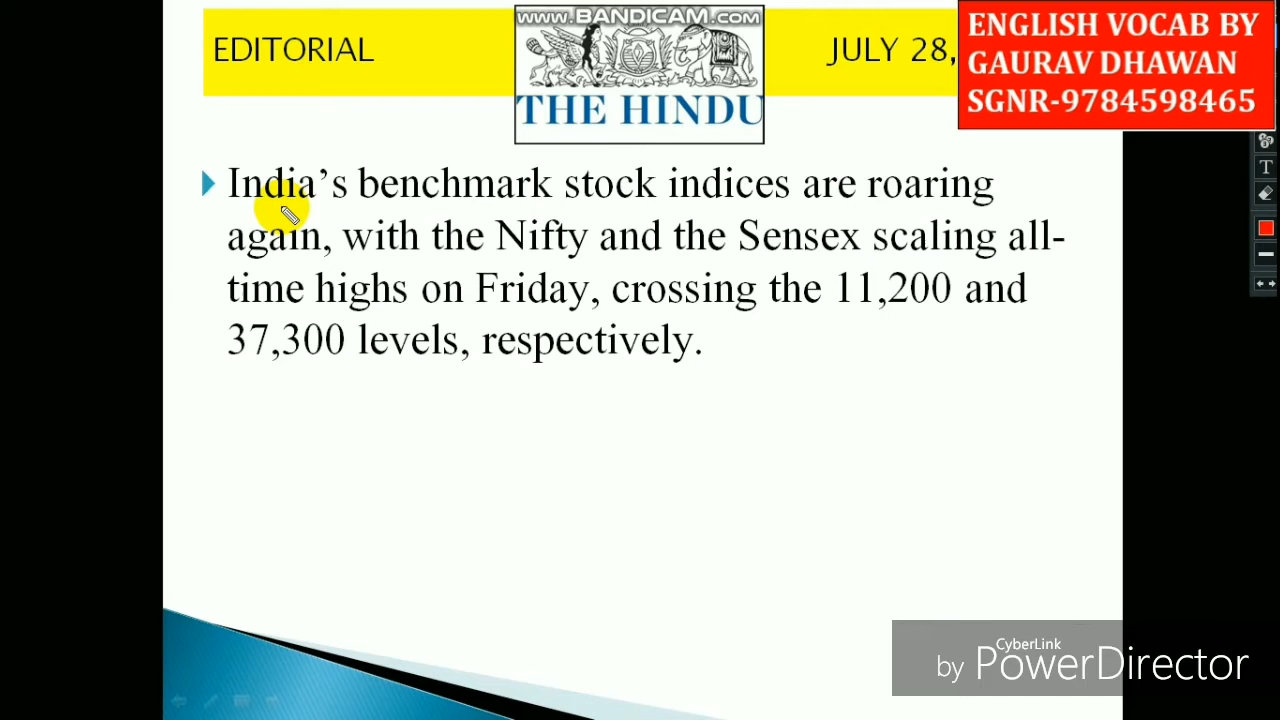 www.BANDICAM.com
EDITORIAL
THE HINDU
JULY 28,
ENGLISH VOCAB BY
GAURAV DHAWAN
SGNR-9784598465
India’s benchmark stock indices are roaring
again, with the Nifty and the Sensex scaling all-
time highs on Friday, crossing the 11,200 and
37,300 levels, respectively.
T
CyberLink
by PowerDirector